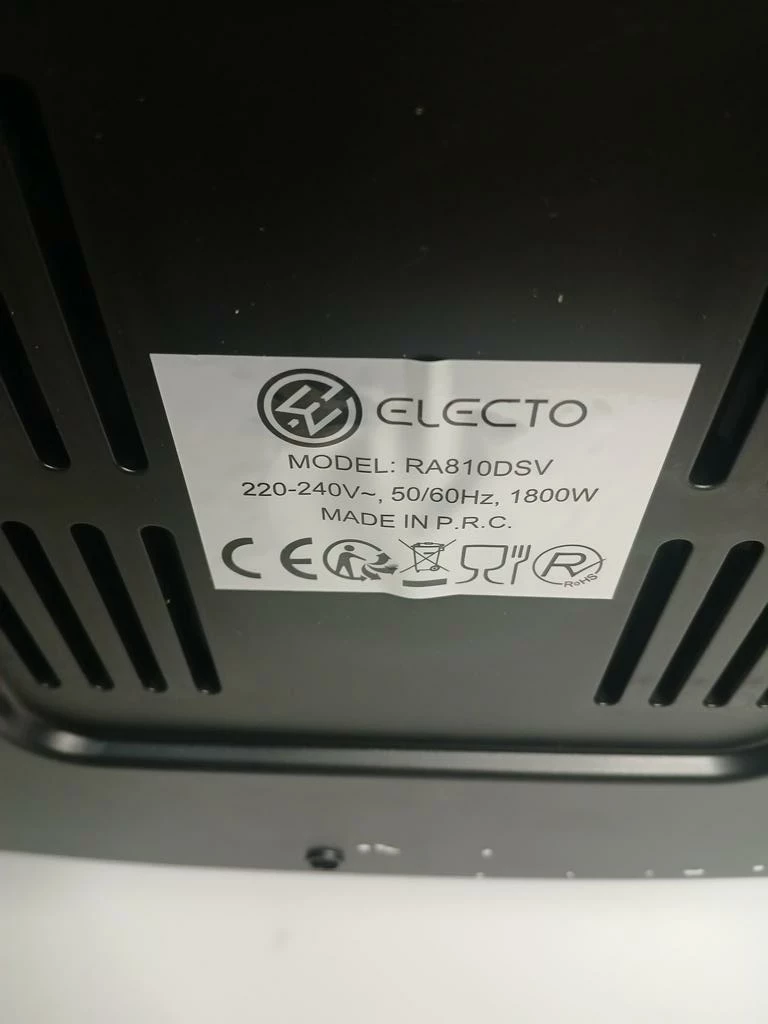 ELECTO
MODEL: RA810DSV
220-240V~, 50/60Hz, 1800W
MADE IN P.R.C.
CE R RoHS